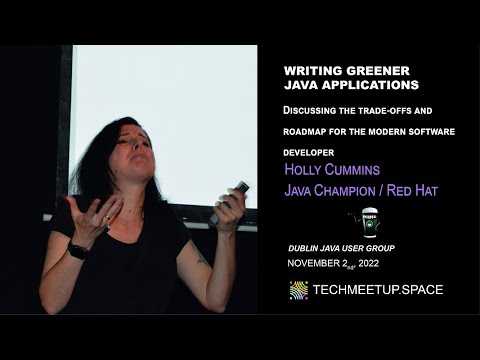 WRITING GREENER
JAVA APPLICATIONS
DISCUSSING THE TRADE-OFFS AND
ROADMAP FOR THE MODERN SOFTWARE
DEVELOPER
HOLLY CUMMINS
JAVA CHAMPION / RED HAT
DUBLIN JAVA USER GROUP
NOVEMBER 2nd, 2022
TECHMEETUP.SPACE